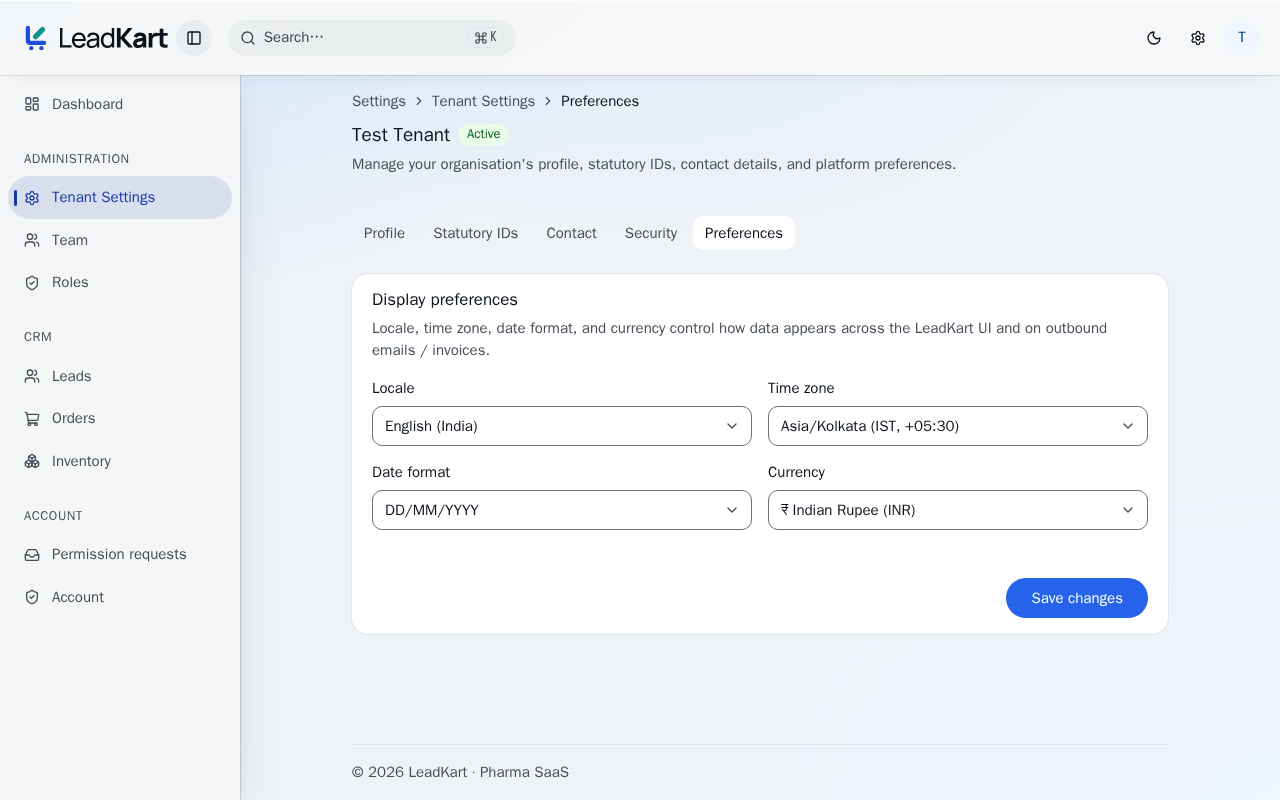 LeadKart
Search…
⌘K
T
Dashboard
ADMINISTRATION
Tenant Settings
Team
Roles
CRM
Leads
Orders
Inventory
ACCOUNT
Permission requests
Account
Settings > Tenant Settings > Preferences
Test Tenant Active
Manage your organisation's profile, statutory IDs, contact details, and platform preferences.
Profile Statutory IDs Contact Security Preferences
Display preferences
Locale, time zone, date format, and currency control how data appears across the LeadKart UI and on outbound
emails / invoices.
Locale
English (India)
Time zone
Asia/Kolkata (IST, +05:30)
Date format
DD/MM/YYYY
Currency
₹ Indian Rupee (INR)
Save changes
© 2026 LeadKart · Pharma SaaS